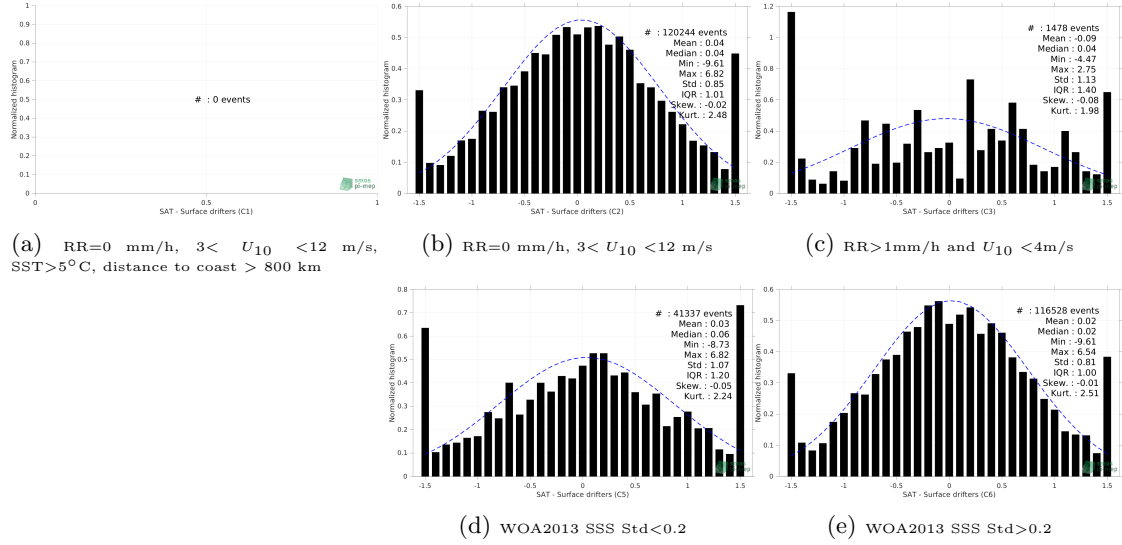 1
0.9
0.8
0.7
0.6
0.5
0.4
0.3
0.2
0.1
0
Normalized histogram
# : 0 events
smos
pi-mep
0 0.5 1
SAT - Surface drifters (C1)
(a) RR=0 mm/h, 3< U10 <12 m/s,
SST>5°C, distance to coast > 800 km
0.6
0.5
0.4
0.3
0.2
0.1
0
Normalized histogram
# : 120244 events
Mean : 0.04
Median : 0.04
Min : -9.61
Max : 6.82
Std : 0.85
IQR : 1.01
Skew. : -0.02
Kurt. : 2.48
smos
pi-mep
-1.5 -1 -0.5 0 0.5 1 1.5
SAT - Surface drifters (C2)
(b) RR=0 mm/h, 3< U10 <12 m/s
1.2
1
0.8
0.6
0.4
0.2
0
Normalized histogram
# : 1478 events
Mean : -0.09
Median : 0.04
Min : -4.47
Max : 2.75
Std : 1.13
IQR : 1.40
Skew. : -0.08
Kurt. : 1.98
smos
pi-mep
-1.5 -1 -0.5 0 0.5 1 1.5
SAT - Surface drifters (C3)
(c) RR>1mm/h and U10 <4m/s
0.8
0.7
0.6
0.5
0.4
0.3
0.2
0.1
0
Normalized histogram
# : 41337 events
Mean : 0.03
Median : 0.06
Min : -8.73
Max : 6.82
Std : 1.07
IQR : 1.20
Skew. : -0.05
Kurt. : 2.24
smos
pi-mep
-1.5 -1 -0.5 0 0.5 1 1.5
SAT - Surface drifters (C5)
(d) WOA2013 SSS Std<0.2
0.6
0.5
0.4
0.3
0.2
0.1
0
Normalized histogram
# : 116528 events
Mean : 0.02
Median : 0.02
Min : -9.61
Max : 6.54
Std : 0.81
IQR : 1.00
Skew. : -0.01
Kurt. : 2.51
smos
pi-mep
-1.5 -1 -0.5 0 0.5 1 1.5
SAT - Surface drifters (C6)
(e) WOA2013 SSS Std>0.2